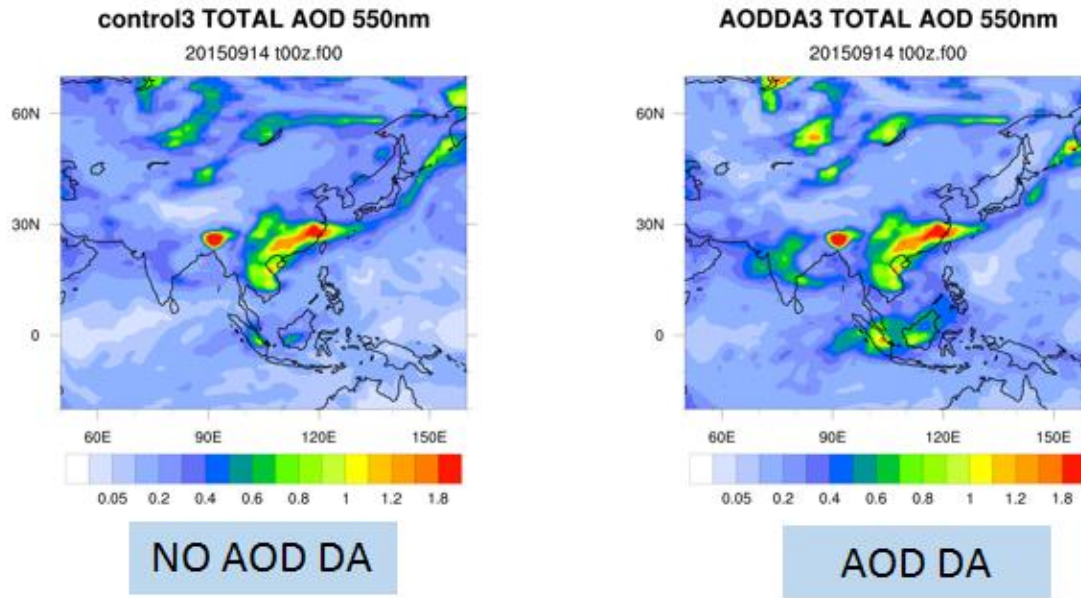 control3 TOTAL AOD 550nm
20150914 t00z.f00
60N
30N
0
60E
90E
120E
150E
0.05 0.2 0.4 0.6 0.8 1 1.2 1.8
NO AOD DA
AODDA3 TOTAL AOD 550nm
20150914 t00z.f00
60N
30N
0
60E
90E
120E
150E
0.05 0.2 0.4 0.6 0.8 1 1.2 1.8
AOD DA